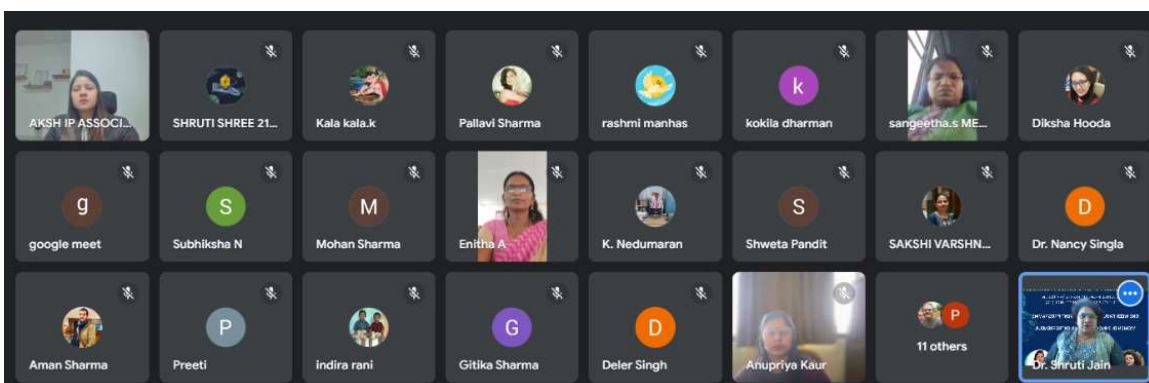 AKSH IP ASSOCI...
SHRUTI SHREE 21...
Kala kala.k
Pallavi Sharma
rashmi manhas
k
kokila dharman
sangeetha.s ME...
Diksha Hooda
g
google meet
S
Subhiksha N
M
Mohan Sharma
Enitha A
K. Nedumaran
S
Shweta Pandit
SAKSHI VARSHN...
D
Dr. Nancy Singla
Aman Sharma
P
Preeti
indira rani
G
Gitika Sharma
D
Deler Singh
Anupriya Kaur
P
11 others
Dr. Shruti Jain